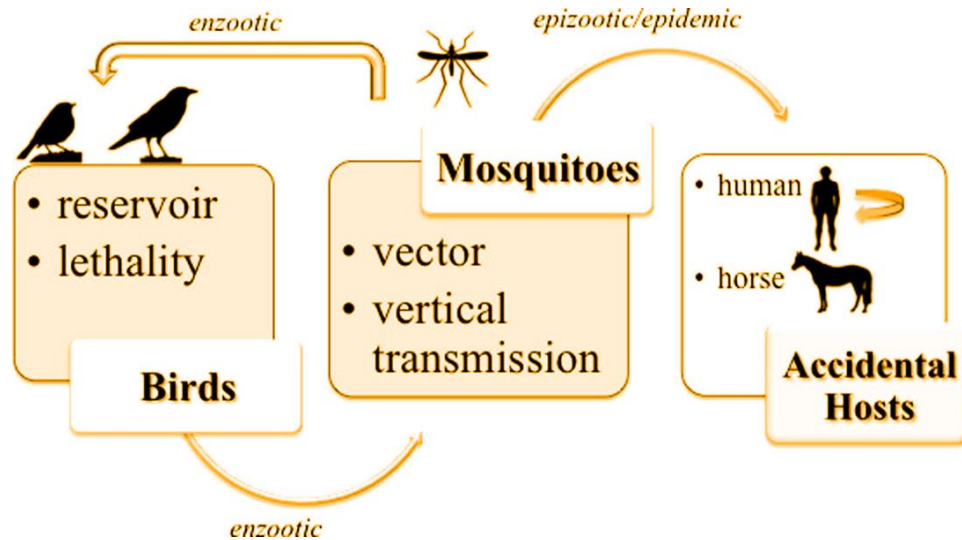 enzootic
epizootic/epidemic
• reservoir
• lethality
Birds
Mosquitoes
• vector
• vertical
transmission
• human
• horse
Accidental
Hosts
enzootic